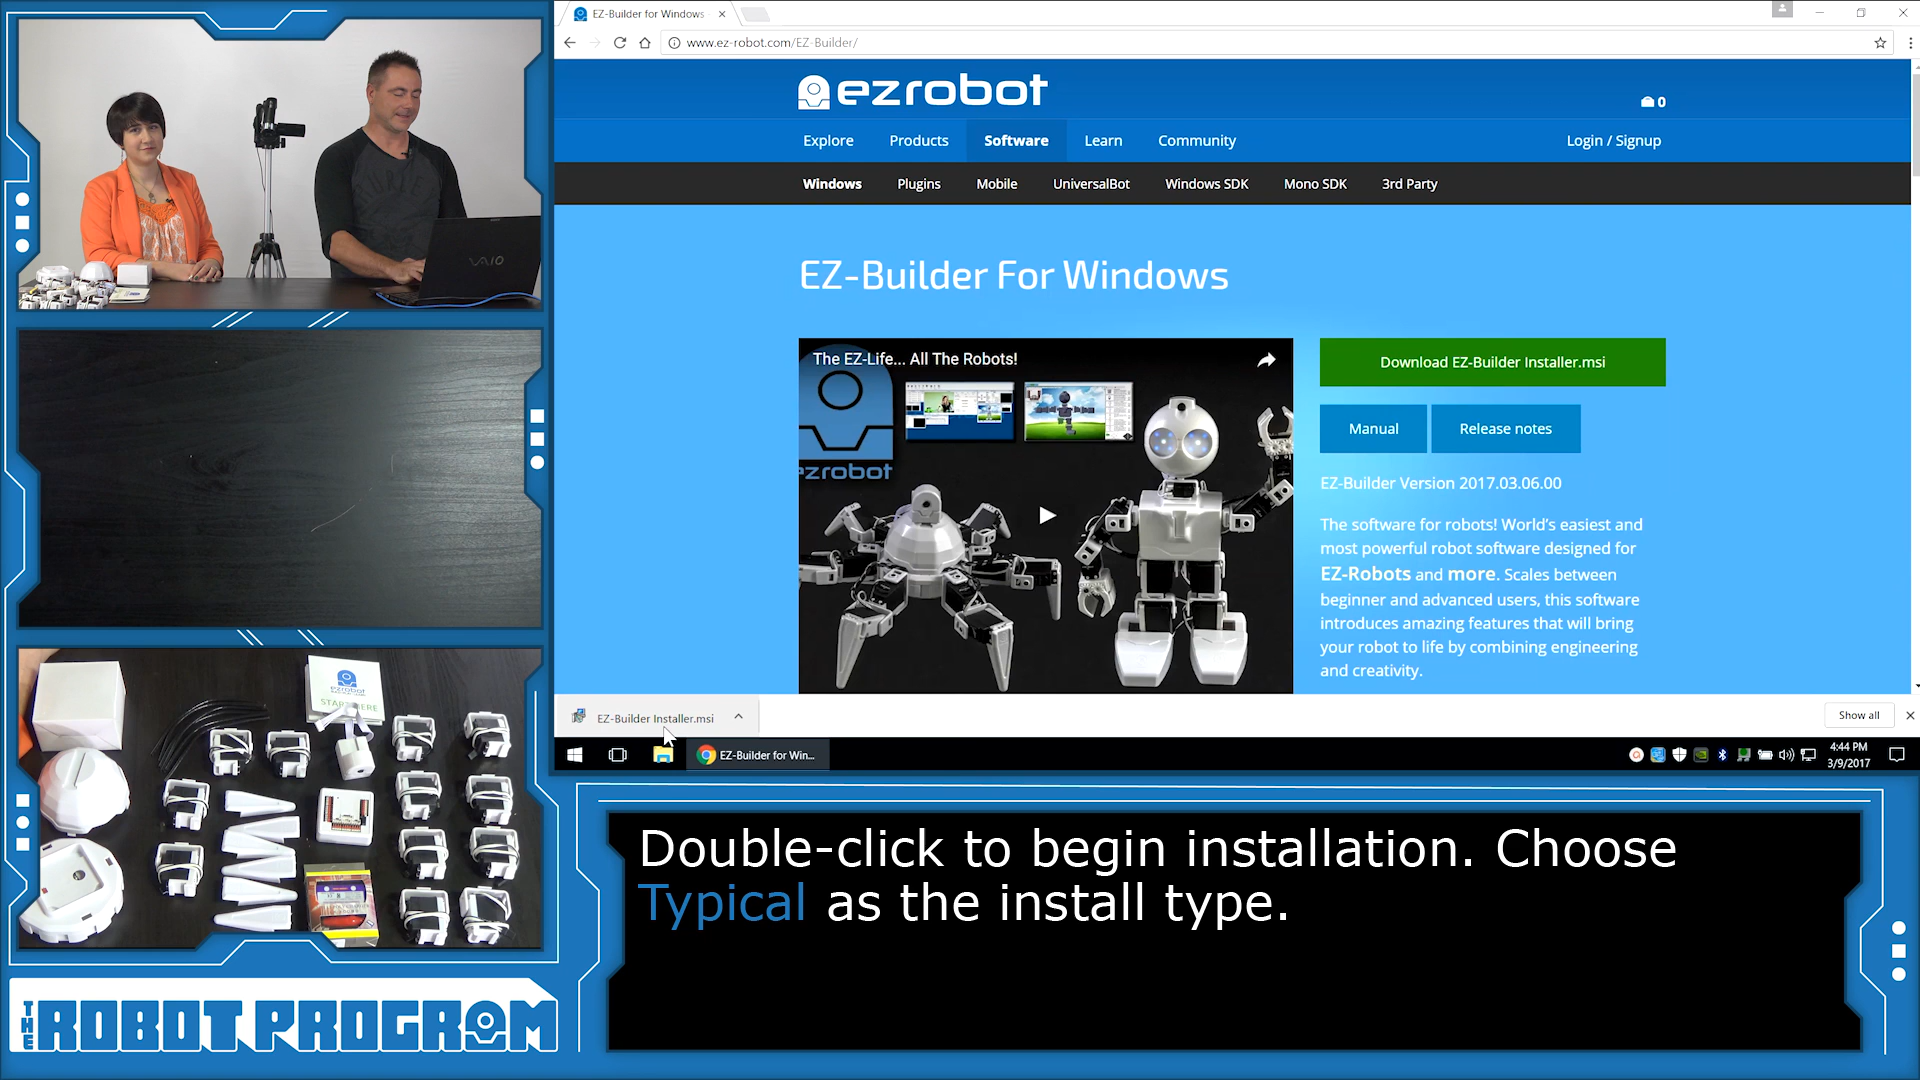 EZ-Builder for Windows
www.ez-robot.com/EZ-Builder/
ezrobot
0
Explore
Products
Software
Learn
Community
Login / Signup
Windows
Plugins
Mobile
UniversalBot
Windows SDK
Mono SDK
3rd Party
EZ-Builder For Windows
The EZ-Life... All The Robots!
ezrobot
Download EZ-Builder Installer.msi
Manual
Release notes
EZ-Builder Version 2017.03.06.00
The software for robots! World's easiest and
most powerful robot software designed for
EZ-Robots and more. Scales between
beginner and advanced users, this software
introduces amazing features that will bring
your robot to life by combining engineering
and creativity.
EZ-Builder Installer.msi
Show all
EZ-Builder for Win...
4:44 PM
3/9/2017
VAIO
ezrobot
START HERE
Double-click to begin installation. Choose
Typical as the install type.
THE ROBOT PROGRAM